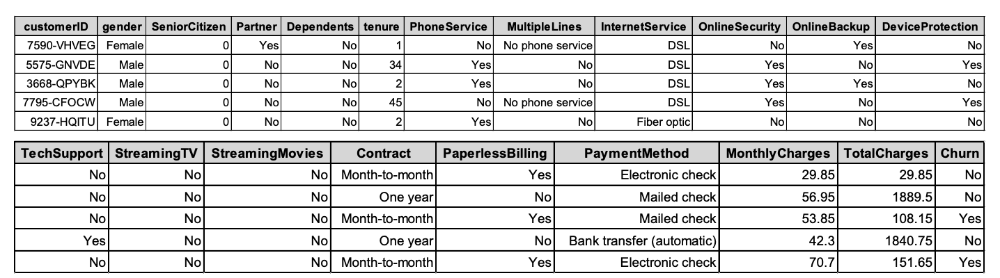 customerID gender SeniorCitizen Partner Dependents tenure PhoneService MultipleLines InternetService OnlineSecurity OnlineBackup DeviceProtection
7590-VHVEG Female 0 Yes No 1 No No phone service DSL No Yes No
5575-GNVDE Male 0 No No 34 Yes No DSL Yes No Yes
3668-QPYBK Male 0 No No 2 Yes No DSL Yes Yes No
7795-CFOCW Male 0 No No 45 No No phone service DSL Yes No Yes
9237-HQITU Female 0 No No 2 Yes No Fiber optic No No No
TechSupport StreamingTV StreamingMovies Contract PaperlessBilling PaymentMethod MonthlyCharges TotalCharges Churn
No No No Month-to-month Yes Electronic check 29.85 29.85 No
No No No One year No Mailed check 56.95 1889.5 No
No No No Month-to-month Yes Mailed check 53.85 108.15 Yes
Yes No No One year No Bank transfer (automatic) 42.3 1840.75 No
No No No Month-to-month Yes Electronic check 70.7 151.65 Yes